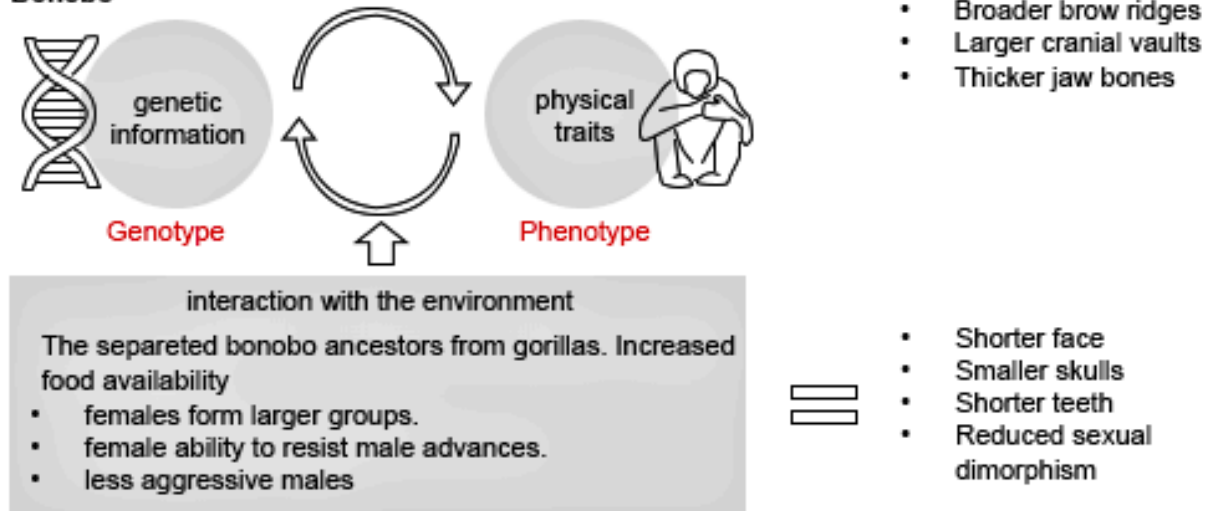 Broader brow ridges
Larger cranial vaults
Thicker jaw bones
genetic
information
physical
traits
Genotype
Phenotype
interaction with the environment
The separeted bonobo ancestors from gorillas. Increased
food availability
• females form larger groups.
• female ability to resist male advances.
• less aggressive males
• Shorter face
• Smaller skulls
• Shorter teeth
• Reduced sexual
dimorphism